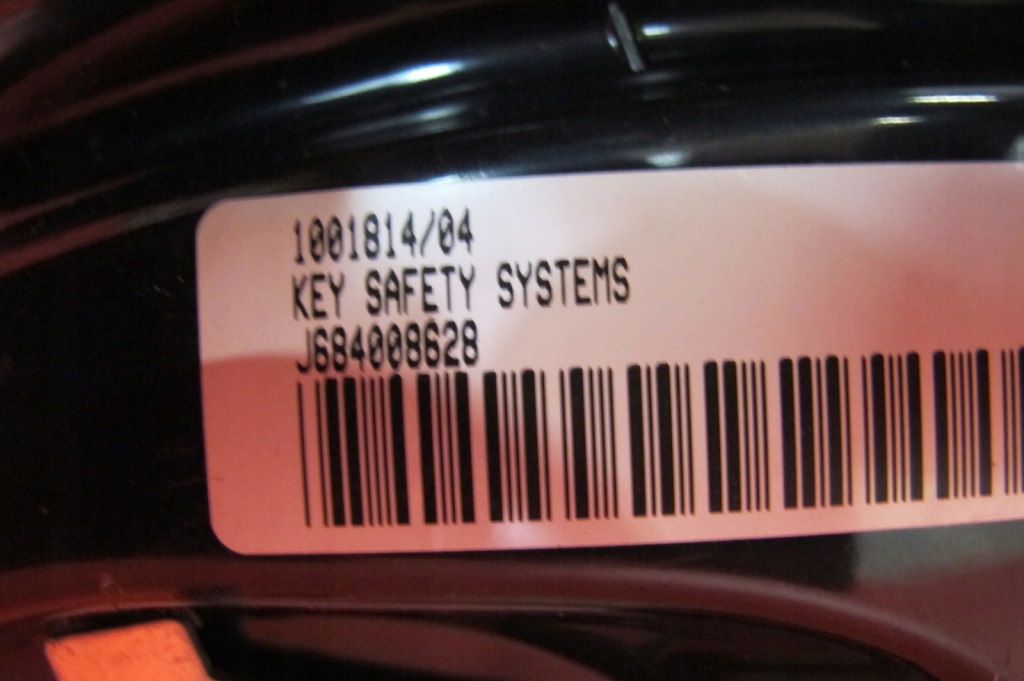 1001814/04
KEY SAFETY SYSTEMS
J684008628